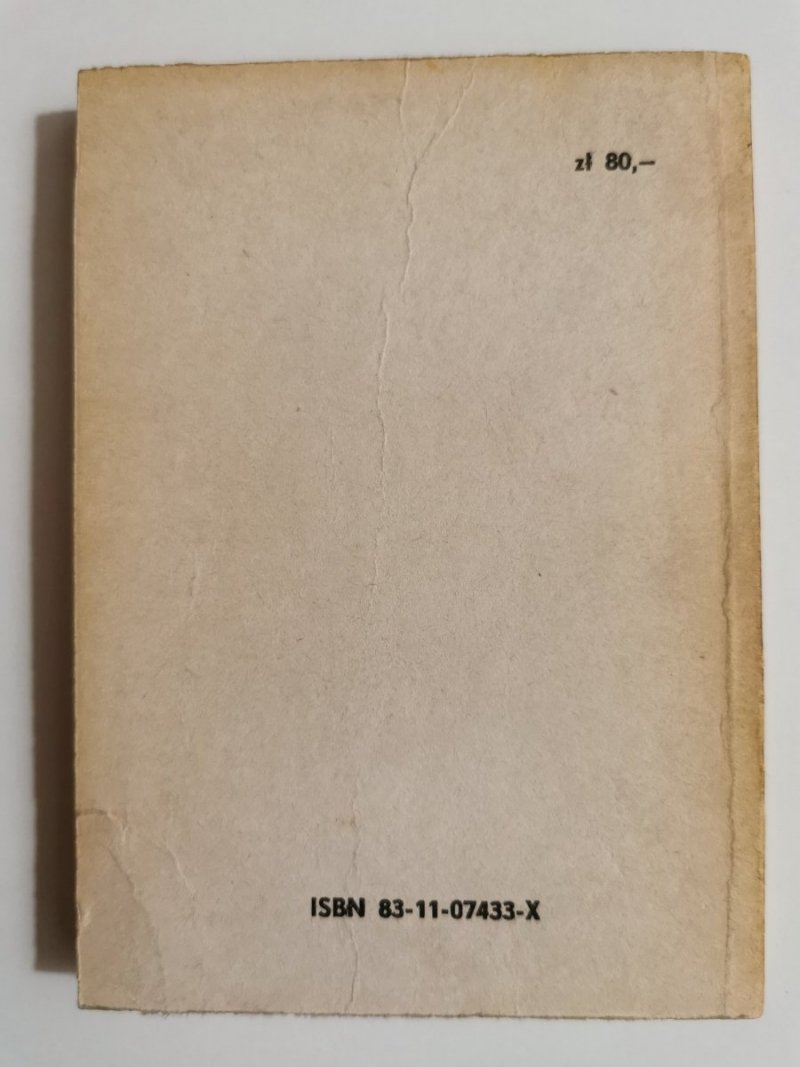 zł 80,—
ISBN 83-11-07433-X